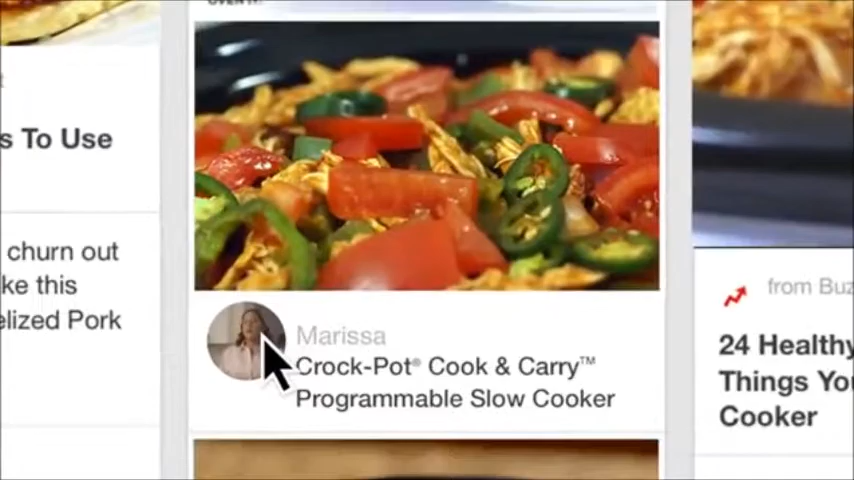 s To Use
churn out
ke this
elized Pork
Marissa
Crock-Pot® Cook & Carry™
Programmable Slow Cooker
from Buz
24 Healthy
Things You
Cooker